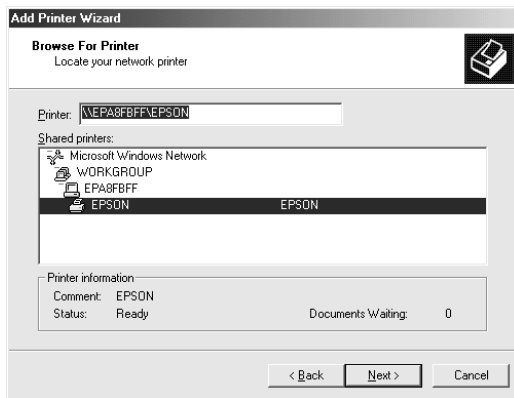 Add Printer Wizard
Browse For Printer
Locate your network printer
Printer: \\EPA8FBFF\EPSON
Shared printers:
Microsoft Windows Network
WORKGROUP
EPA8FBFF
EPSON EPSON
Printer information
Comment: EPSON
Status: Ready Documents Waiting: 0
< Back Next > Cancel